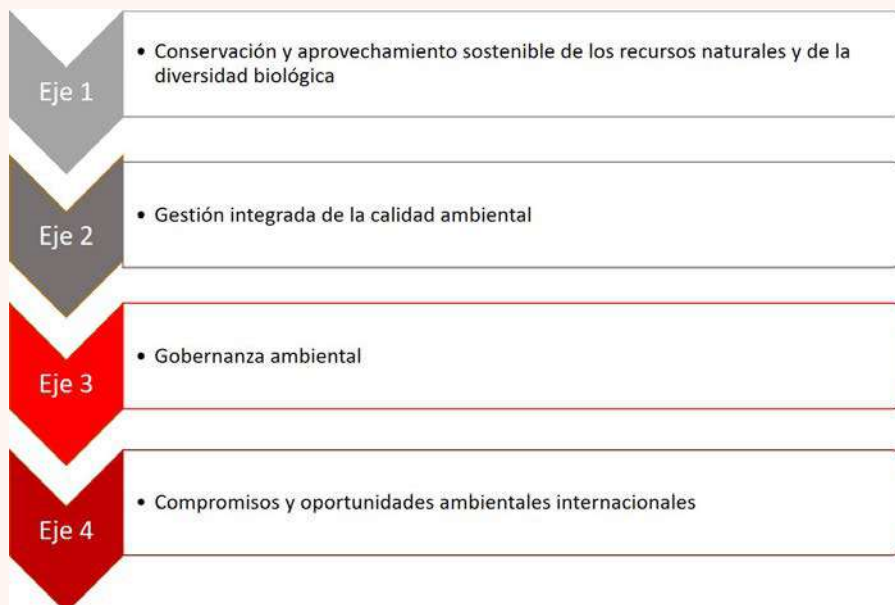 Eje 1
• Conservación y aprovechamiento sostenible de los recursos naturales y de la
diversidad biológica
Eje 2
• Gestión integrada de la calidad ambiental
Eje 3
• Gobernanza ambiental
Eje 4
• Compromisos y oportunidades ambientales internacionales